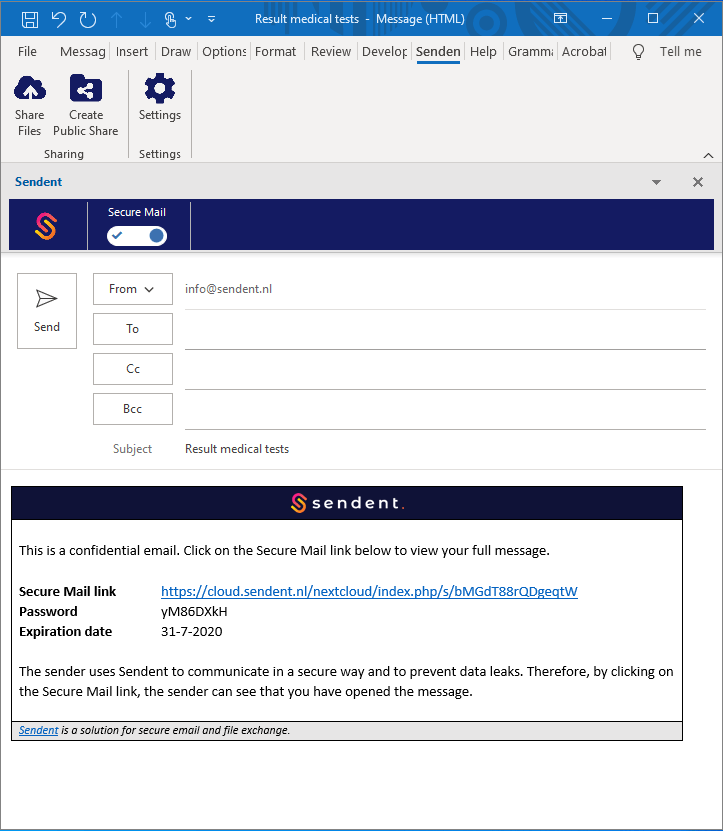 Result medical tests - Message (HTML)
File Messag Insert Draw Options Format Review Develop Senden Help Gramma Acrobat Tell me
Share Files
Create Public Share
Settings
Sharing
Settings
Sendent
Secure Mail
Send
From info@sendent.nl
To
Cc
Bcc
Subject Result medical tests
sendent.
This is a confidential email. Click on the Secure Mail link below to view your full message.
Secure Mail link https://cloud.sendent.nl/nextcloud/index.php/s/bMGdT88rQDgeqtW
Password yM86DXkH
Expiration date 31-7-2020
The sender uses Sendent to communicate in a secure way and to prevent data leaks. Therefore, by clicking on
the Secure Mail link, the sender can see that you have opened the message.
Sendent is a solution for secure email and file exchange.